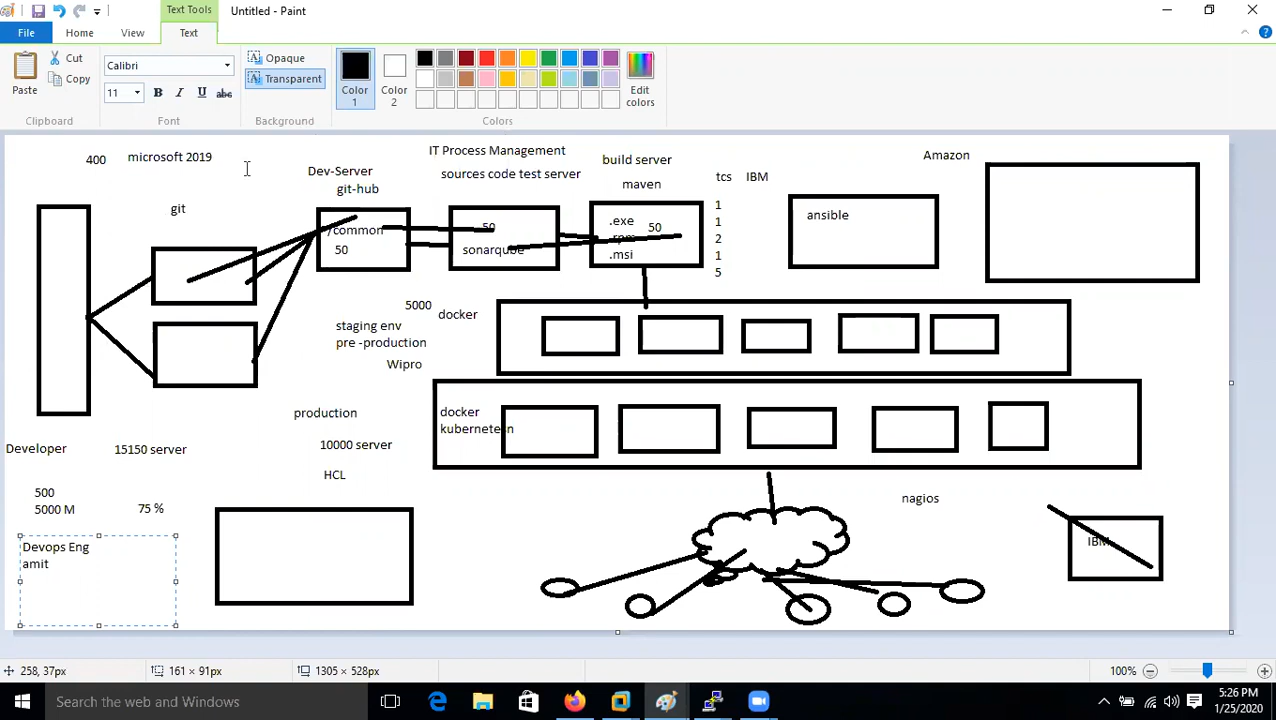 Text Tools
Untitled - Paint
File
Home
View
Text
Paste
Cut
Copy
Clipboard
Calibri
11
B
I
U
abc
Font
Opaque
Transparent
Background
Color
1
Color
2
Edit
colors
Colors
400
microsoft 2019
git
Dev-Server
git-hub
/common
50
IT Process Management
sources code test server
50
sonarqube
build server
maven
.exe
.rpm
.msi
50
tcs
IBM
1
1
2
1
5
ansible
Amazon
5000
docker
staging env
pre -production
Wipro
production
10000 server
HCL
docker
Developer
15150 server
500
5000 M
75 %
Devops Eng
amit
nagios
IBM
258, 37px
161 × 91px
1305 × 528px
100%
Search the web and Windows
5:26 PM
1/25/2020